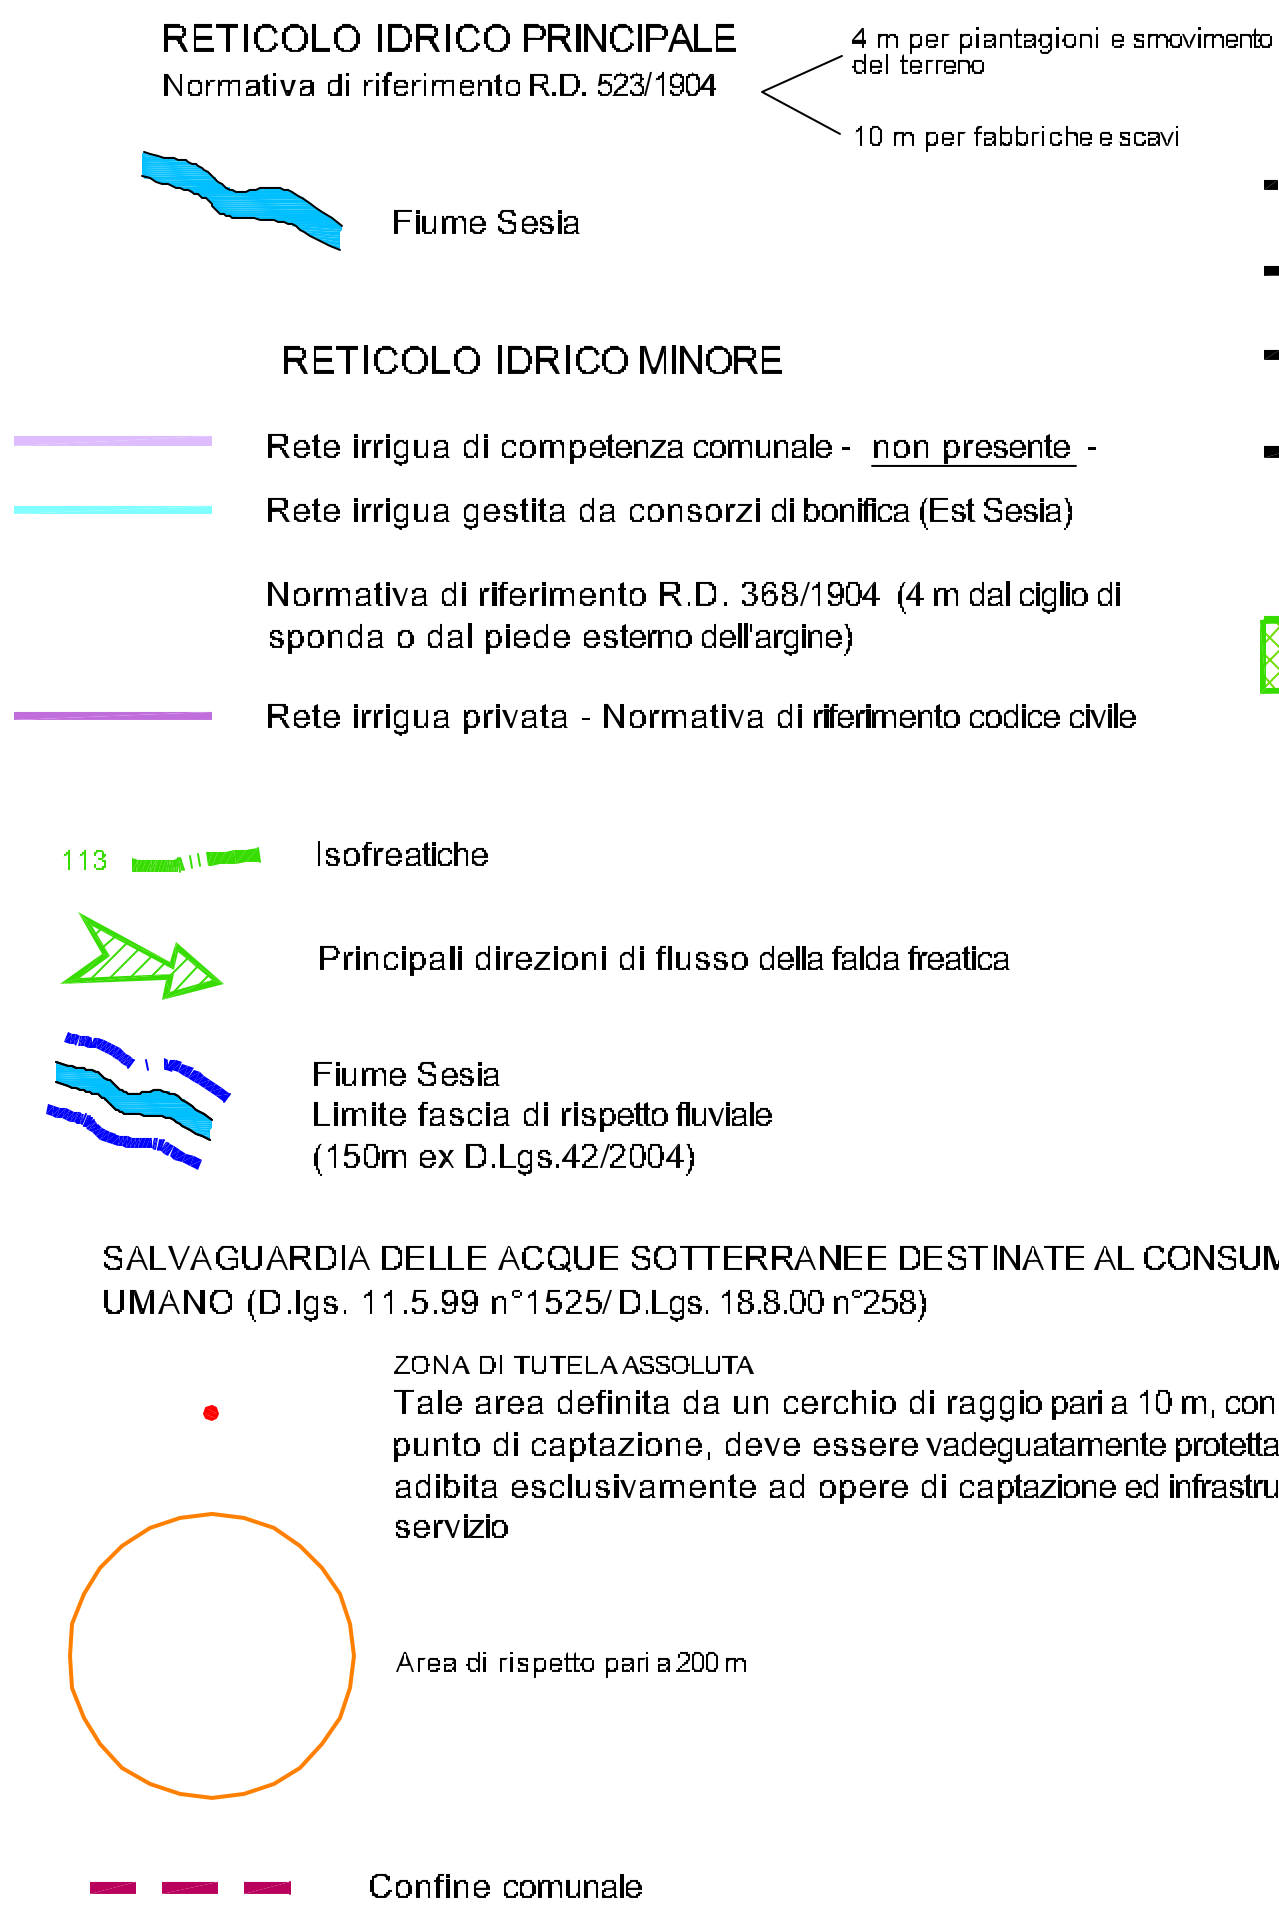 RETICOLO IDRICO PRINCIPALE
Normativa di riferimento R.D. 523/1904
4 m per piantagioni e smovimento
del terreno
10 m per fabbriche e scavi
Fiume Sesia
RETICOLO IDRICO MINORE
Rete irrigua di competenza comunale - non presente -
Rete irrigua gestita da consorzi di bonifica (Est Sesia)
Normativa di riferimento R.D. 368/1904 (4 m dal ciglio di
sponda o dal piede esterno dell'argine)
Rete irrigua privata - Normativa di riferimento codice civile
113
Isofreatiche
Principali direzioni di flusso della falda freatica
Fiume Sesia
Limite fascia di rispetto fluviale
(150m ex D.Lgs.42/2004)
SALVAGUARDIA DELLE ACQUE SOTTERRANEE DESTINATE AL CONSUM
UMANO (D.lgs. 11.5.99 n°1525/ D.Lgs. 18.8.00 n°258)
ZONA DI TUTELA ASSOLUTA
Tale area definita da un cerchio di raggio pari a 10 m, con
punto di captazione, deve essere vadeguatamente protetta
adibita esclusivamente ad opere di captazione ed infrastru
servizio
Area di rispetto pari a 200 m
Confine comunale